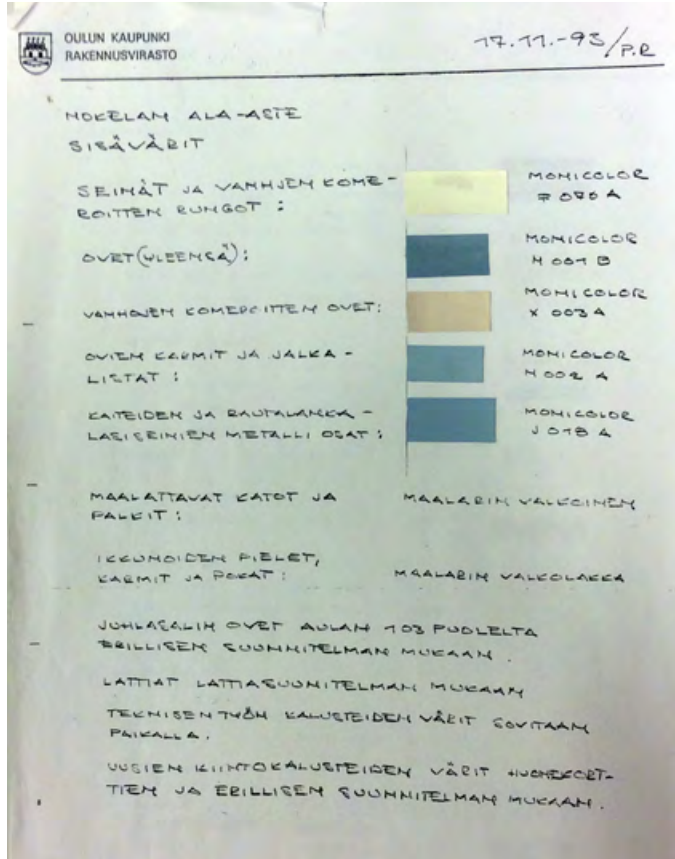 OULUN KAUPUNKI
RAKENNUSVIRASTO
17.11.-93/P.R
NOKELAN ALA-ASTE
SISÄVÄRIT
SEINÄT JA VANHOJEN KOME-
ROITTEN RUNGOT :
MONICOLOR
F 076 A
OVET (YLEENSÄ) :
MONICOLOR
N 001 B
VANHOJEN KOMEROITTEN OVET :
MONICOLOR
X 003 A
OVIEN KARMIT JA JALKA-
LISTAT :
MONICOLOR
N 002 A
KAITEIDEN JA RAUTALANKA-
LASISEINIEN METALLI OSAT :
MONICOLOR
J 018 A
MAALATTAVAT KATOT JA
PALKIT :
MAALARIN VALKOINEN
IKKUNOIDEN PIELET,
KARMIT JA POKAT :
MAALARIN VALKOLAKKA
JUHLASALIN OVET AULAN 103 PUOLELTA
ERILLISEN SUUNNITELMAN MUKAAN .
LATTIAT LATTIASUUNITELMAN MUKAAN
TEKNISEN TYÖN KALUSTEIDEN VÄRIT SOVITAAN
PAIKALLA .
UUSIEN KIINTOKALUSTEIDEN VÄRIT HUONEKORT-
TIEN JA ERILLISEN SUUNNITELMAN MUKAAN .